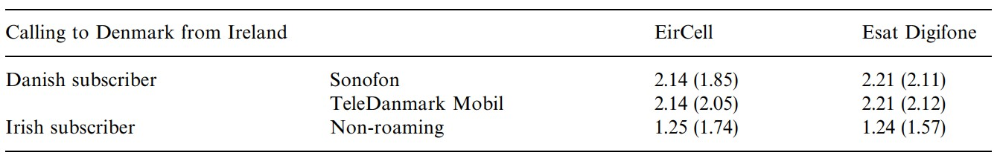 Calling to Denmark from Ireland EirCell Esat Digifone
Danish subscriber Sonofon 2.14 (1.85) 2.21 (2.11)
TeleDanmark Mobil 2.14 (2.05) 2.21 (2.12)
Irish subscriber Non-roaming 1.25 (1.74) 1.24 (1.57)